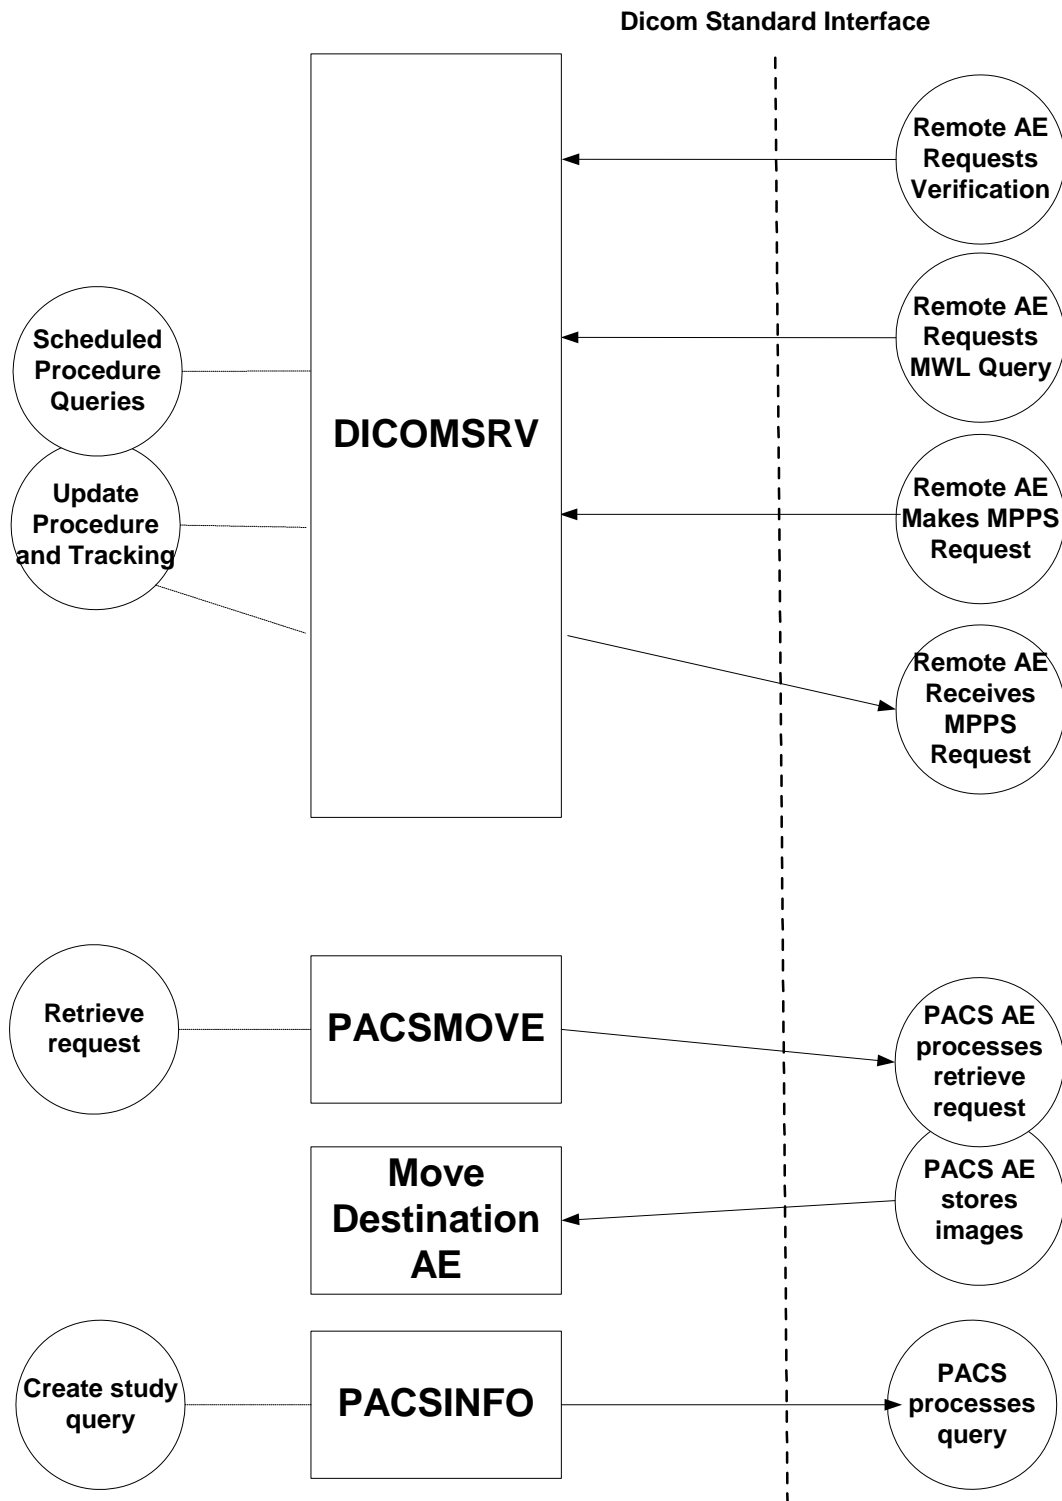 Dicom Standard Interface
Remote AE
Requests
Verification
Remote AE
Requests
MWL Query
Scheduled
Procedure
Queries
DICOMSRV
Update
Procedure
and Tracking
Remote AE
Makes MPPS
Request
Remote AE
Receives
MPPS
Request
Retrieve
request
PACSMOVE
PACS AE
processes
retrieve
request
Move
Destination
AE
PACS AE
stores
images
Create study
query
PACSINFO
PACS
processes
query